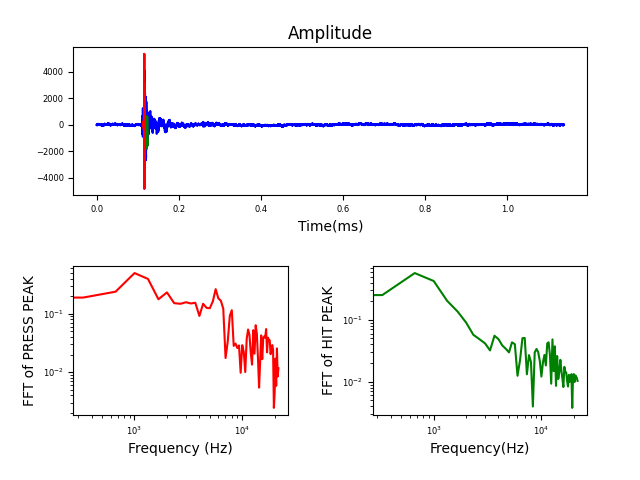 Amplitude
4000
2000
0
−2000
−4000
0.0 0.2 0.4 0.6 0.8 1.0
Time(ms)
FFT of PRESS PEAK
10⁻¹
10⁻²
10³ 10⁴
Frequency (Hz)
FFT of HIT PEAK
10⁻¹
10⁻²
10³ 10⁴
Frequency(Hz)